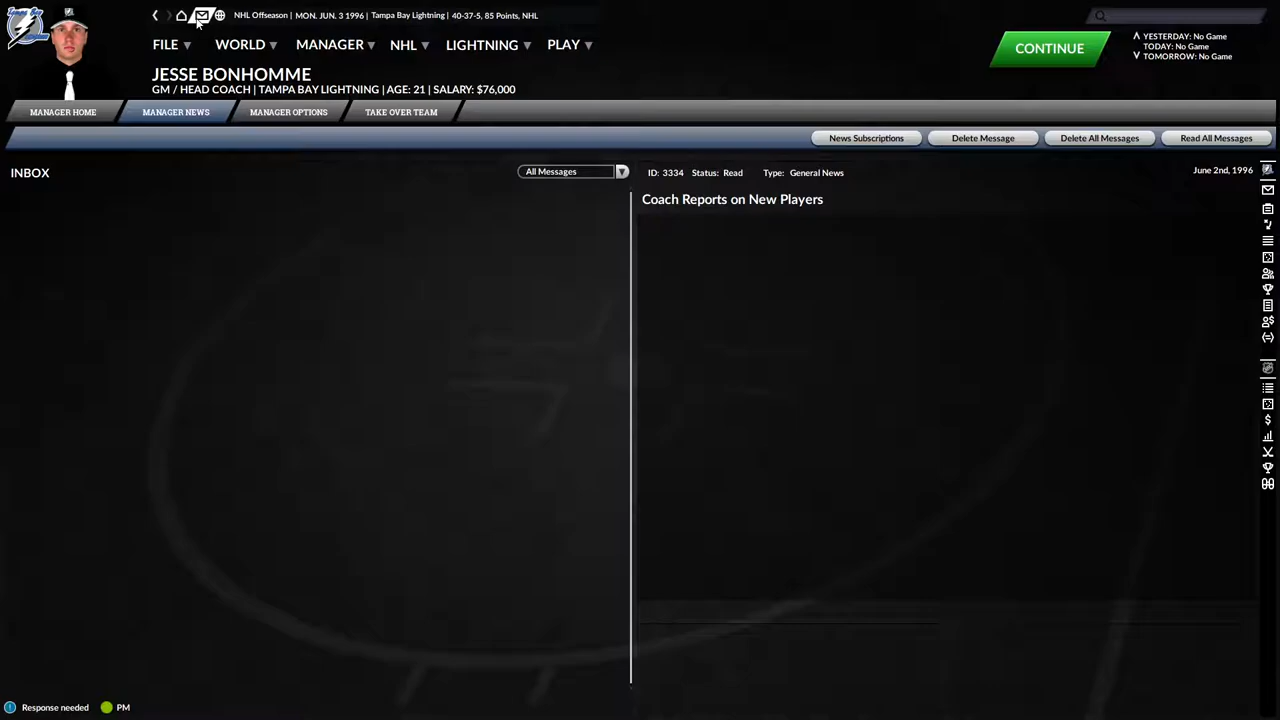 NHL Offseason | MON. JUN. 3 1996 | Tampa Bay Lightning | 40-37-5, 85 Points, NHL
FILE WORLD MANAGER NHL LIGHTNING PLAY
CONTINUE
YESTERDAY: No Game
TODAY: No Game
TOMORROW: No Game
JESSE BONHOMME
GM / HEAD COACH | TAMPA BAY LIGHTNING | AGE: 21 | SALARY: $76,000
MANAGER HOME MANAGER NEWS MANAGER OPTIONS TAKE OVER TEAM
News Subscriptions Delete Message Delete All Messages Read All Messages
INBOX All Messages ID: 3334 Status: Read Type: General News June 2nd, 1996
Coach Reports on New Players
Response needed PM